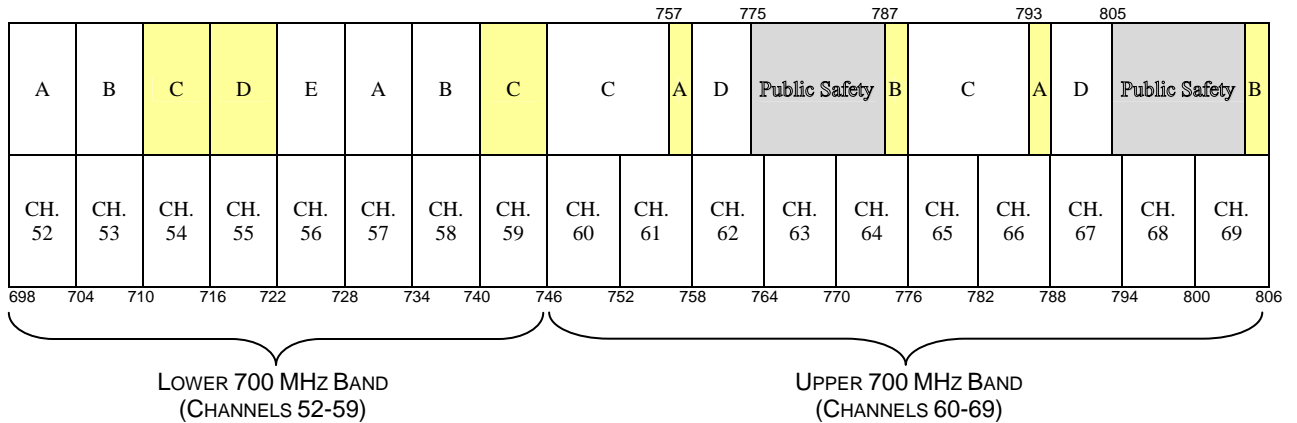 757 775 787 793 805
A B C D E A B C C A D Public Safety B C A D Public Safety B
CH. CH. CH. CH. CH. CH. CH. CH. CH. CH. CH. CH. CH. CH. CH. CH. CH. CH.
52 53 54 55 56 57 58 59 60 61 62 63 64 65 66 67 68 69
698 704 710 716 722 728 734 740 746 752 758 764 770 776 782 788 794 800 806
LOWER 700 MHZ BAND
(CHANNELS 52-59)
UPPER 700 MHZ BAND
(CHANNELS 60-69)